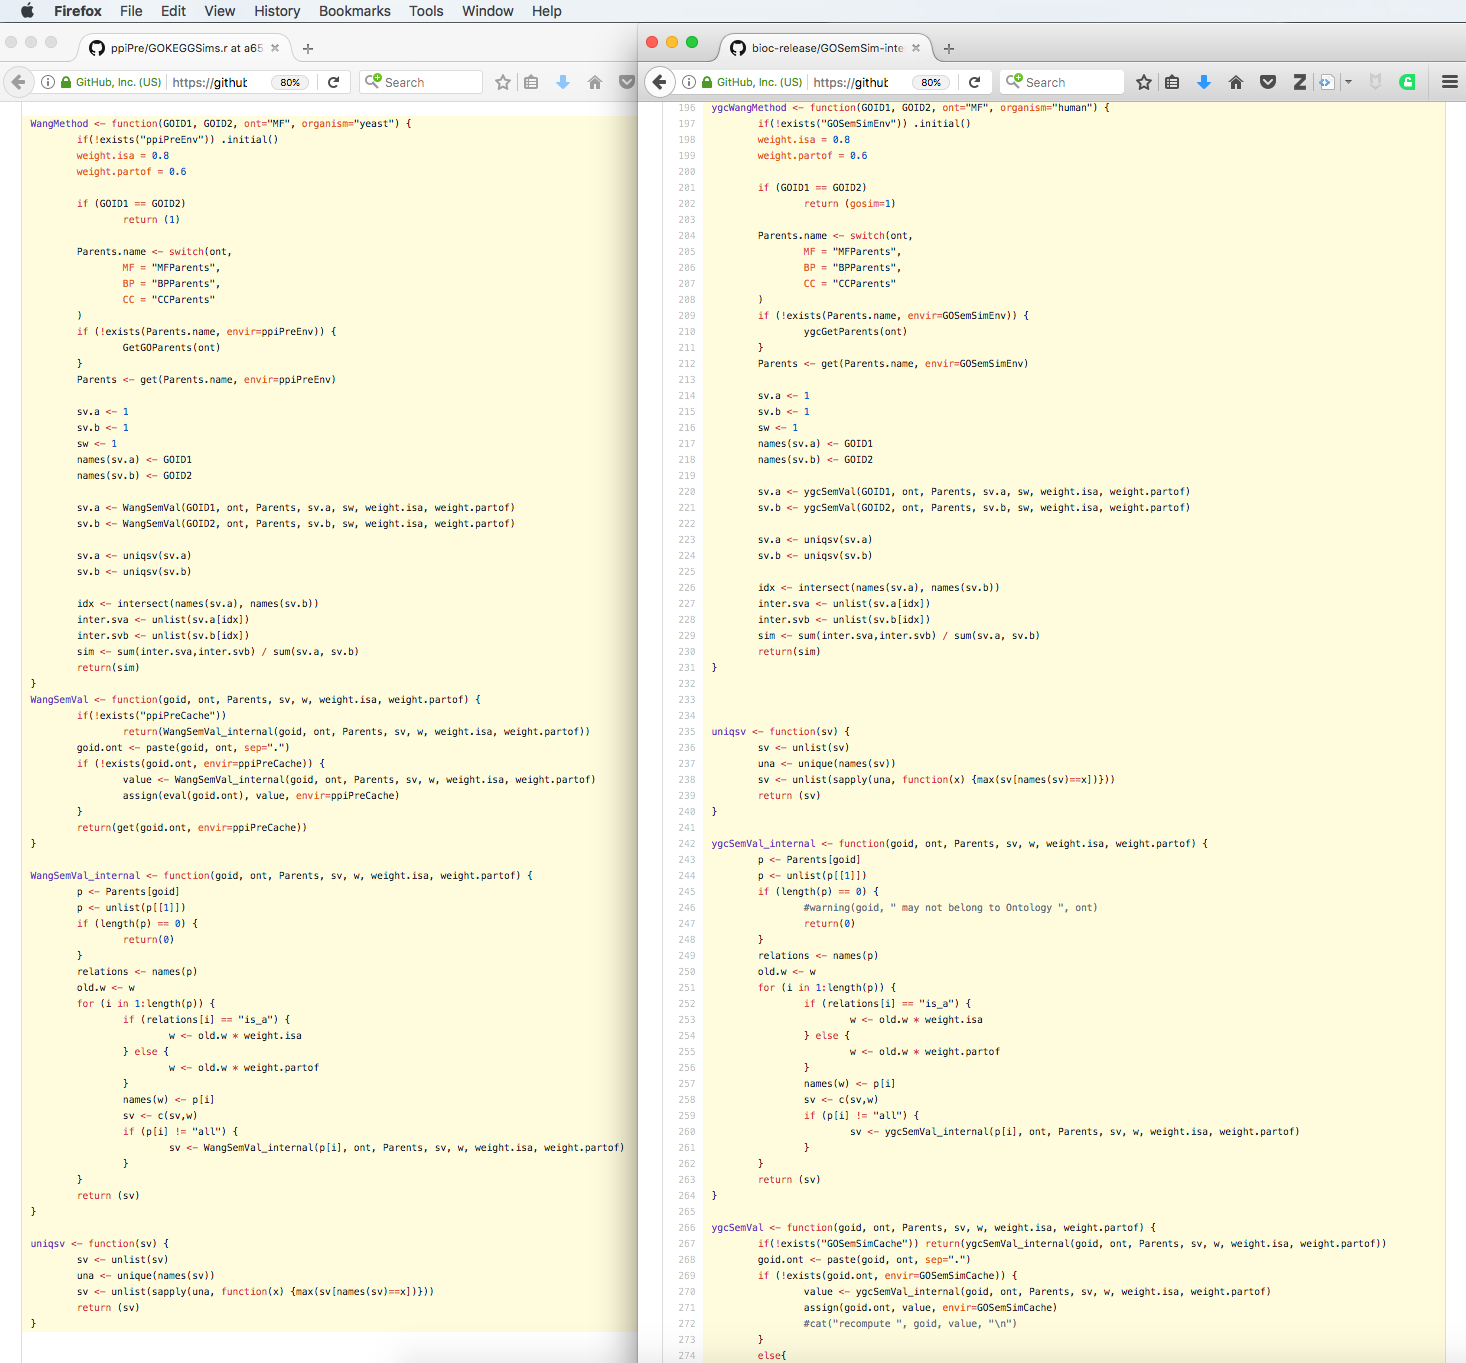 Firefox File Edit View History Bookmarks Tools Window Help
ppiPre/GOKEGGSims.r at a65
GitHub, Inc. (US) https://github 80% Search
WangMethod <- function(GOID1, GOID2, ont="MF", organism="yeast") {
if(!exists("ppiPreEnv")) .initial()
weight.isa = 0.8
weight.partof = 0.6
if (GOID1 == GOID2)
return (1)
Parents.name <- switch(ont,
MF = "MFParents",
BP = "BPParents",
CC = "CCParents"
)
if (!exists(Parents.name, envir=ppiPreEnv)) {
GetGOParents(ont)
}
Parents <- get(Parents.name, envir=ppiPreEnv)
sv.a <- 1
sv.b <- 1
sw <- 1
names(sv.a) <- GOID1
names(sv.b) <- GOID2
sv.a <- WangSemVal(GOID1, ont, Parents, sv.a, sw, weight.isa, weight.partof)
sv.b <- WangSemVal(GOID2, ont, Parents, sv.b, sw, weight.isa, weight.partof)
sv.a <- uniqsv(sv.a)
sv.b <- uniqsv(sv.b)
idx <- intersect(names(sv.a), names(sv.b))
inter.sva <- unlist(sv.a[idx])
inter.svb <- unlist(sv.b[idx])
sim <- sum(inter.sva,inter.svb) / sum(sv.a, sv.b)
return(sim)
}
WangSemVal <- function(goid, ont, Parents, sv, w, weight.isa, weight.partof) {
if(!exists("ppiPreCache"))
return(WangSemVal_internal(goid, ont, Parents, sv, w, weight.isa, weight.partof))
goid.ont <- paste(goid, ont, sep=".")
if (!exists(goid.ont, envir=ppiPreCache)) {
value <- WangSemVal_internal(goid, ont, Parents, sv, w, weight.isa, weight.partof)
assign(eval(goid.ont), value, envir=ppiPreCache)
}
return(get(goid.ont, envir=ppiPreCache))
}
WangSemVal_internal <- function(goid, ont, Parents, sv, w, weight.isa, weight.partof) {
p <- Parents[goid]
p <- unlist(p[[1]])
if (length(p) == 0) {
return(0)
}
relations <- names(p)
old.w <- w
for (i in 1:length(p)) {
if (relations[i] == "is_a") {
w <- old.w * weight.isa
} else {
w <- old.w * weight.partof
}
names(w) <- p[i]
sv <- c(sv,w)
if (p[i] != "all") {
sv <- WangSemVal_internal(p[i], ont, Parents, sv, w, weight.isa, weight.partof)
}
}
return (sv)
}
uniqsv <- function(sv) {
sv <- unlist(sv)
una <- unique(names(sv))
sv <- unlist(sapply(una, function(x) {max(sv[names(sv)==x])}))
return (sv)
}
bioc-release/GOSemSim-inte
GitHub, Inc. (US) https://github 80% Search
196 ygcWangMethod <- function(GOID1, GOID2, ont="MF", organism="human") {
197 if(!exists("GOSemSimEnv")) .initial()
198 weight.isa = 0.8
199 weight.partof = 0.6
200
201 if (GOID1 == GOID2)
202 return (gosim=1)
203
204 Parents.name <- switch(ont,
205 MF = "MFParents",
206 BP = "BPParents",
207 CC = "CCParents"
208 )
209 if (!exists(Parents.name, envir=GOSemSimEnv)) {
210 ygcGetParents(ont)
211 }
212 Parents <- get(Parents.name, envir=GOSemSimEnv)
213
214 sv.a <- 1
215 sv.b <- 1
216 sw <- 1
217 names(sv.a) <- GOID1
218 names(sv.b) <- GOID2
219
220 sv.a <- ygcSemVal(GOID1, ont, Parents, sv.a, sw, weight.isa, weight.partof)
221 sv.b <- ygcSemVal(GOID2, ont, Parents, sv.b, sw, weight.isa, weight.partof)
222
223 sv.a <- uniqsv(sv.a)
224 sv.b <- uniqsv(sv.b)
225
226 idx <- intersect(names(sv.a), names(sv.b))
227 inter.sva <- unlist(sv.a[idx])
228 inter.svb <- unlist(sv.b[idx])
229 sim <- sum(inter.sva,inter.svb) / sum(sv.a, sv.b)
230 return(sim)
231 }
232
233
234
235 uniqsv <- function(sv) {
236 sv <- unlist(sv)
237 una <- unique(names(sv))
238 sv <- unlist(sapply(una, function(x) {max(sv[names(sv)==x])}))
239 return (sv)
240 }
241
242 ygcSemVal_internal <- function(goid, ont, Parents, sv, w, weight.isa, weight.partof) {
243 p <- Parents[goid]
244 p <- unlist(p[[1]])
245 if (length(p) == 0) {
246 #warning(goid, " may not belong to Ontology ", ont)
247 return(0)
248 }
249 relations <- names(p)
250 old.w <- w
251 for (i in 1:length(p)) {
252 if (relations[i] == "is_a") {
253 w <- old.w * weight.isa
254 } else {
255 w <- old.w * weight.partof
256 }
257 names(w) <- p[i]
258 sv <- c(sv,w)
259 if (p[i] != "all") {
260 sv <- ygcSemVal_internal(p[i], ont, Parents, sv, w, weight.isa, weight.partof)
261 }
262 }
263 return (sv)
264 }
265
266 ygcSemVal <- function(goid, ont, Parents, sv, w, weight.isa, weight.partof) {
267 if(!exists("GOSemSimCache")) return(ygcSemVal_internal(goid, ont, Parents, sv, w, weight.isa, weight.partof))
268 goid.ont <- paste(goid, ont, sep=".")
269 if (!exists(goid.ont, envir=GOSemSimCache)) {
270 value <- ygcSemVal_internal(goid, ont, Parents, sv, w, weight.isa, weight.partof)
271 assign(goid.ont, value, envir=GOSemSimCache)
272 #cat("recompute ", goid, value, "\n")
273 }
274 else{